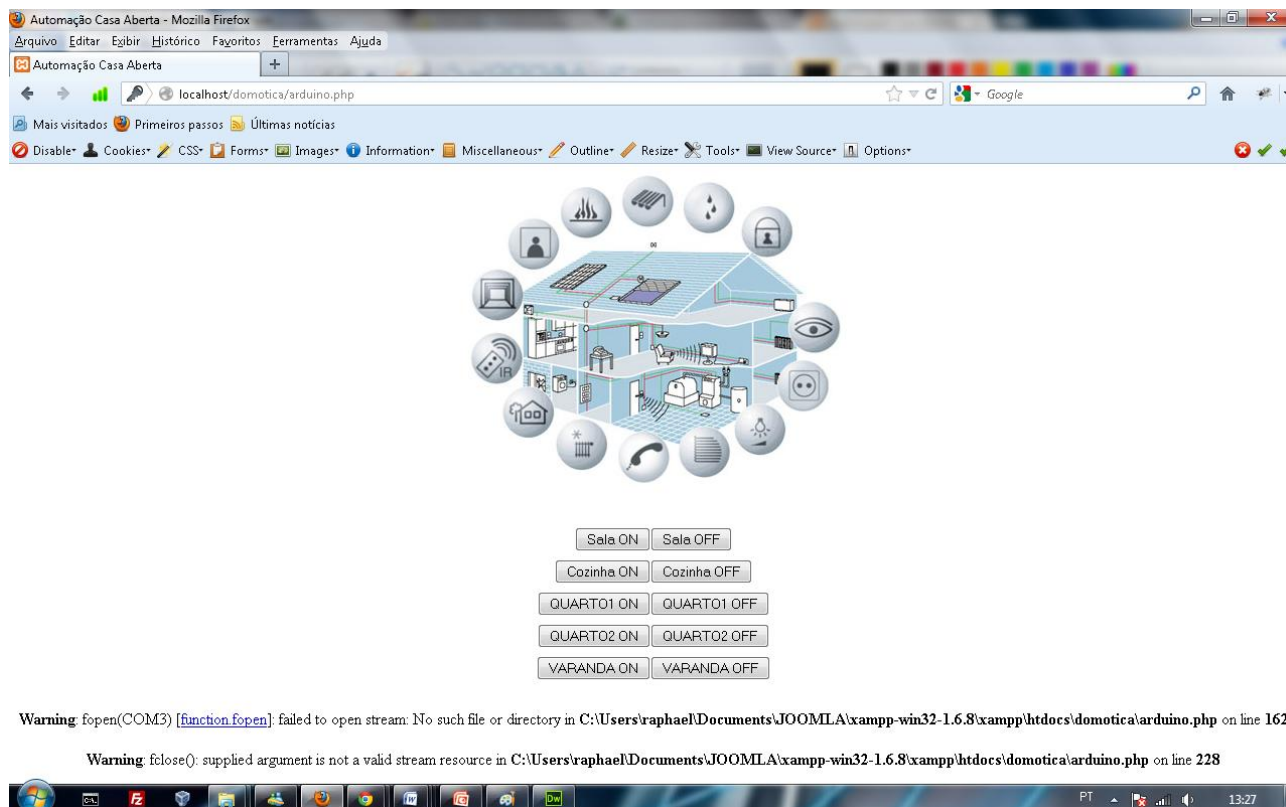 Automação Casa Aberta - Mozilla Firefox
Arquivo Editar Exibir Histórico Favoritos Ferramentas Ajuda
Automação Casa Aberta +
localhost/domotica/arduino.php Google
Mais visitados Primeiros passos Últimas notícias
Disable Cookies CSS Forms Images Information Miscellaneous Outline Resize Tools View Source Options
IR
Sala ON Sala OFF
Cozinha ON Cozinha OFF
QUARTO1 ON QUARTO1 OFF
QUARTO2 ON QUARTO2 OFF
VARANDA ON VARANDA OFF
Warning: fopen(COM3) [function.fopen]: failed to open stream: No such file or directory in C:\Users\raphael\Documents\JOOMLA\xampp-win32-1.6.8\xampp\htdocs\domotica\arduino.php on line 162
Warning: fclose(): supplied argument is not a valid stream resource in C:\Users\raphael\Documents\JOOMLA\xampp-win32-1.6.8\xampp\htdocs\domotica\arduino.php on line 228
Fz Dw PT 13:27